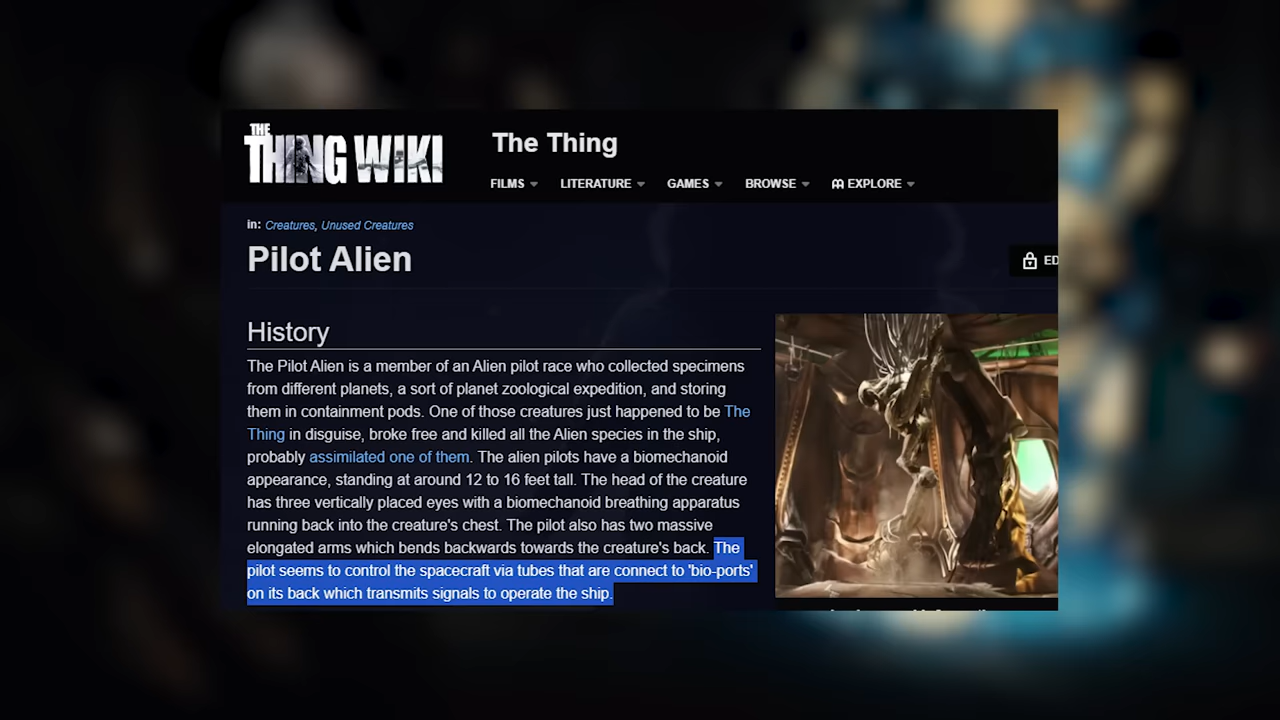 THE
THING WIKI
The Thing
FILMS LITERATURE GAMES BROWSE EXPLORE
in: Creatures, Unused Creatures
Pilot Alien
ED
History
The Pilot Alien is a member of an Alien pilot race who collected specimens
from different planets, a sort of planet zoological expedition, and storing
them in containment pods. One of those creatures just happened to be The
Thing in disguise, broke free and killed all the Alien species in the ship,
probably assimilated one of them. The alien pilots have a biomechanoid
appearance, standing at around 12 to 16 feet tall. The head of the creature
has three vertically placed eyes with a biomechanoid breathing apparatus
running back into the creature's chest. The pilot also has two massive
elongated arms which bends backwards towards the creature's back. The
pilot seems to control the spacecraft via tubes that are connect to 'bio-ports'
on its back which transmits signals to operate the ship.